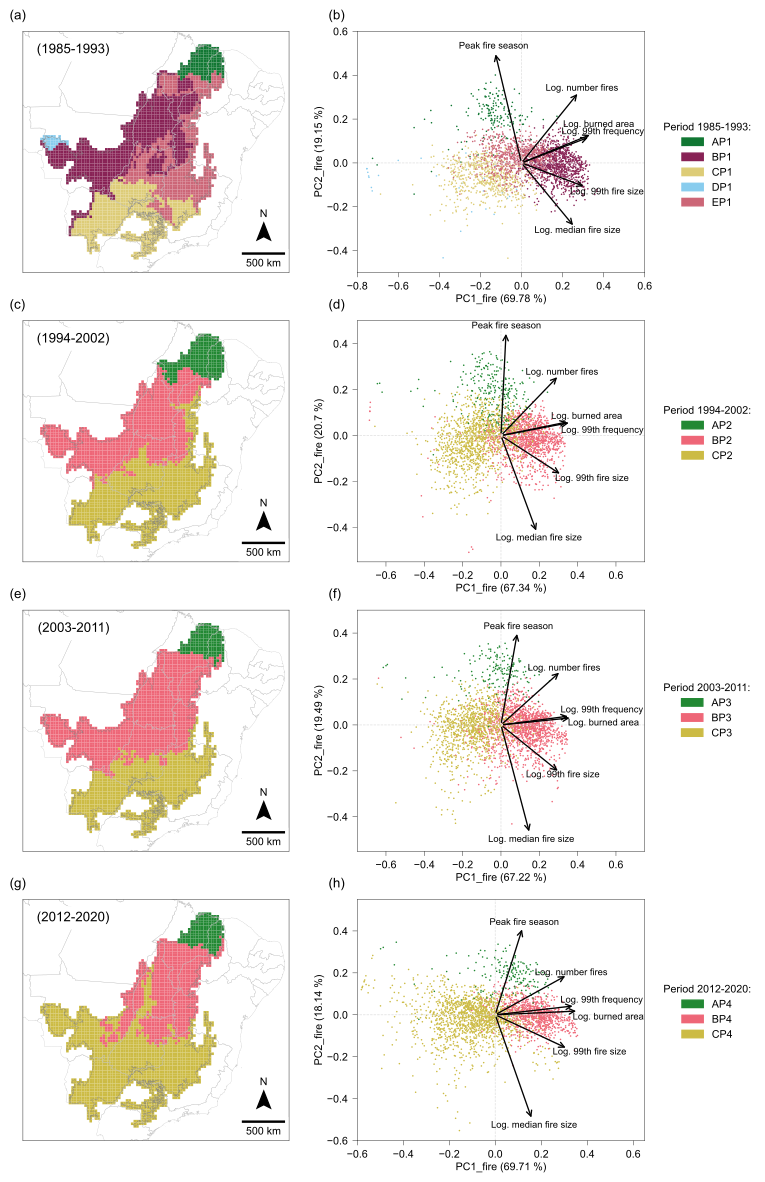 (a)
(1985-1993)
N
500 km
(b)
0.6
0.4
0.2
0.0
−0.2
−0.4
PC2_fire (19.15 %)
Peak fire season
Log. number fires
Log. burned area
Log. 99th frequency
Log. 99th fire size
Log. median fire size
−0.8 −0.6 −0.4 −0.2 0.0 0.2 0.4 0.6
PC1_fire (69.78 %)
Period 1985-1993:
AP1
BP1
CP1
DP1
EP1
(c)
(1994-2002)
N
500 km
(d)
0.4
0.2
0.0
−0.2
−0.4
PC2_fire (20.7 %)
Peak fire season
Log. number fires
Log. burned area
Log. 99th frequency
Log. 99th fire size
Log. median fire size
−0.6 −0.4 −0.2 0.0 0.2 0.4 0.6
PC1_fire (67.34 %)
Period 1994-2002:
AP2
BP2
CP2
(e)
(2003-2011)
N
500 km
(f)
0.4
0.2
0.0
−0.2
−0.4
PC2_fire (19.49 %)
Peak fire season
Log. number fires
Log. 99th frequency
Log. burned area
Log. 99th fire size
Log. median fire size
−0.6 −0.4 −0.2 0.0 0.2 0.4 0.6
PC1_fire (67.22 %)
Period 2003-2011:
AP3
BP3
CP3
(g)
(2012-2020)
N
500 km
(h)
0.4
0.2
0.0
−0.2
−0.4
−0.6
PC2_fire (18.14 %)
Peak fire season
Log. number fires
Log. 99th frequency
Log. burned area
Log. 99th fire size
Log. median fire size
−0.6 −0.4 −0.2 0.0 0.2 0.4 0.6
PC1_fire (69.71 %)
Period 2012-2020:
AP4
BP4
CP4